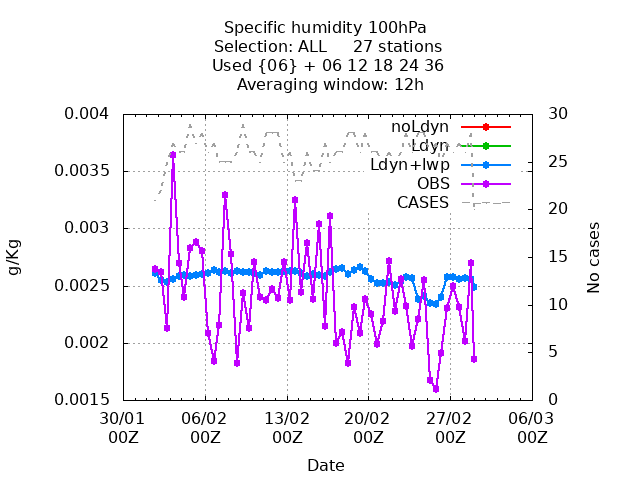 Specific humidity 100hPa
Selection: ALL 27 stations
Used {06} + 06 12 18 24 36
Averaging window: 12h
0.004
0.0035
0.003
0.0025
0.002
0.0015
g/Kg
30
25
20
15
10
5
0
No cases
noLdyn
Ldyn
Ldyn+lwp
OBS
CASES
30/01 06/02 13/02 20/02 27/02 06/03
00Z 00Z 00Z 00Z 00Z 00Z
Date